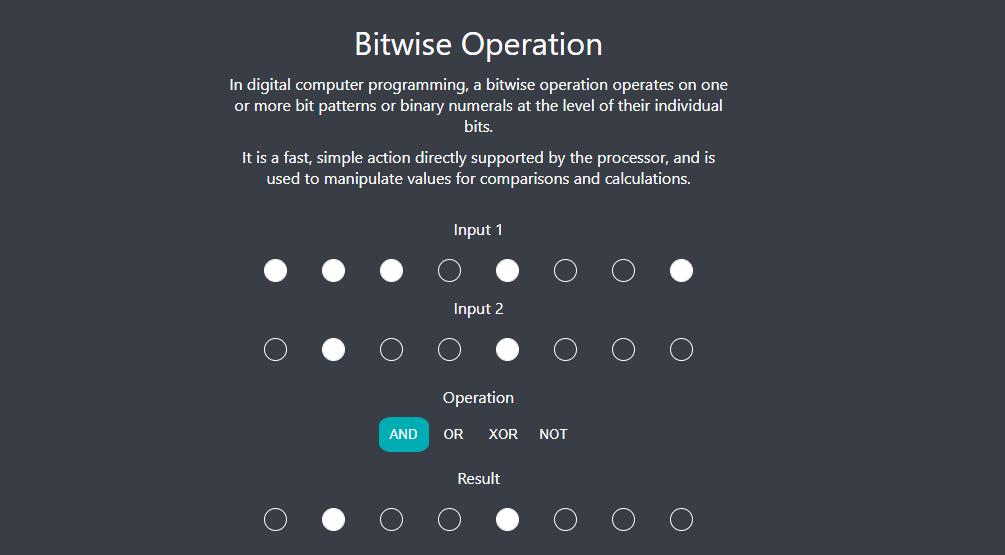 Bitwise Operation
In digital computer programming, a bitwise operation operates on one
or more bit patterns or binary numerals at the level of their individual
bits.
It is a fast, simple action directly supported by the processor, and is
used to manipulate values for comparisons and calculations.
Input 1
Input 2
Operation
AND OR XOR NOT
Result